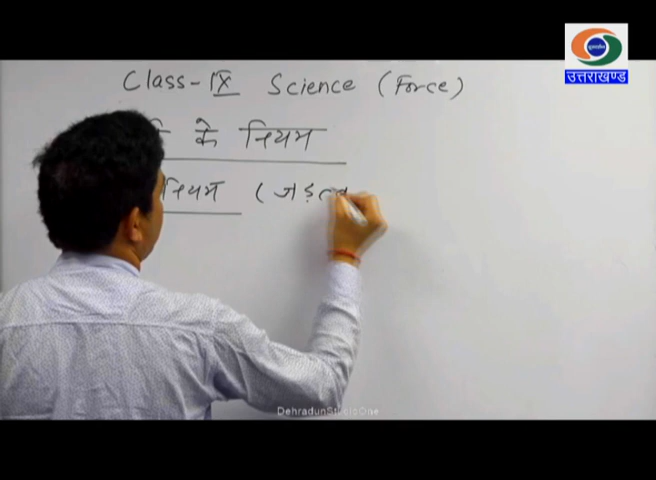 Class-IX Science (Force)
के नियम
नियम (जड़त्व
उत्तराखण्ड
DehradunStudioOne